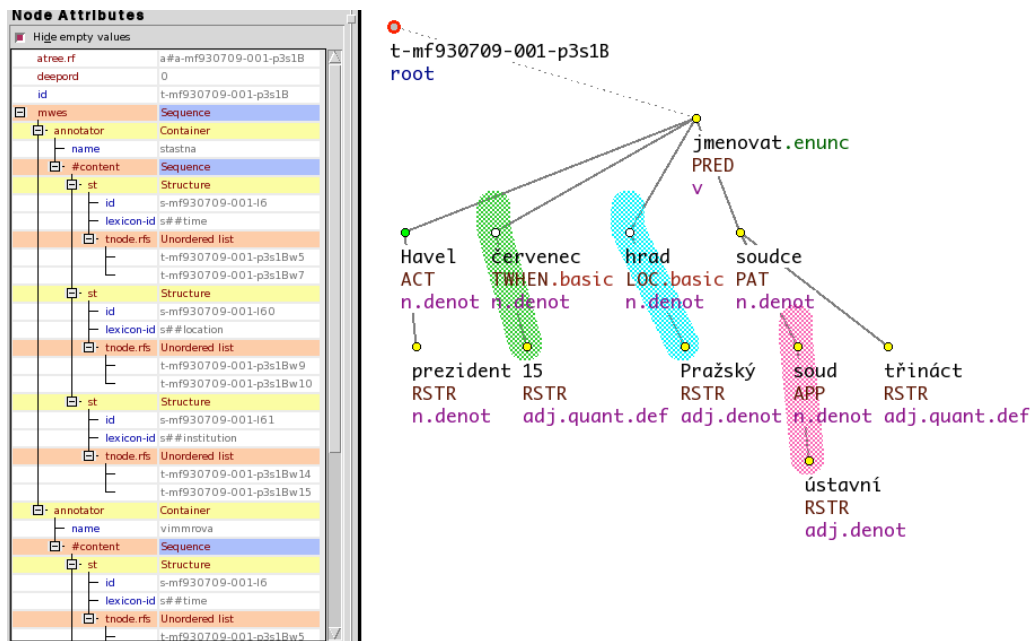 Node Attributes
Hide empty values
atree.rf a#a-mf930709-001-p3s1B
deepord 0
id t-mf930709-001-p3s1B
mwes Sequence
annotator Container
name stastna
#content Sequence
st Structure
id s-mf930709-001-l6
lexicon-id s##time
tnode.rfs Unordered list
t-mf930709-001-p3s1Bw5
t-mf930709-001-p3s1Bw7
st Structure
id s-mf930709-001-l60
lexicon-id s##location
tnode.rfs Unordered list
t-mf930709-001-p3s1Bw9
t-mf930709-001-p3s1Bw10
st Structure
id s-mf930709-001-l61
lexicon-id s##institution
tnode.rfs Unordered list
t-mf930709-001-p3s1Bw14
t-mf930709-001-p3s1Bw15
annotator Container
name vimmrova
#content Sequence
st Structure
id s-mf930709-001-l6
lexicon-id s##time
tnode.rfs Unordered list
t-mf930709-001-p3s1Bw5
t-mf930709-001-p3s1B
root
jmenovat.enunc
PRED
v
Havel červenec hrad soudce
ACT TWHEN.basic LOC.basic PAT
n.denot n.denot n.denot n.denot
prezident 15 Pražský soud třináct
RSTR RSTR RSTR APP RSTR
n.denot adj.quant.def adj.denot n.denot adj.quant.def
ústavní
RSTR
adj.denot